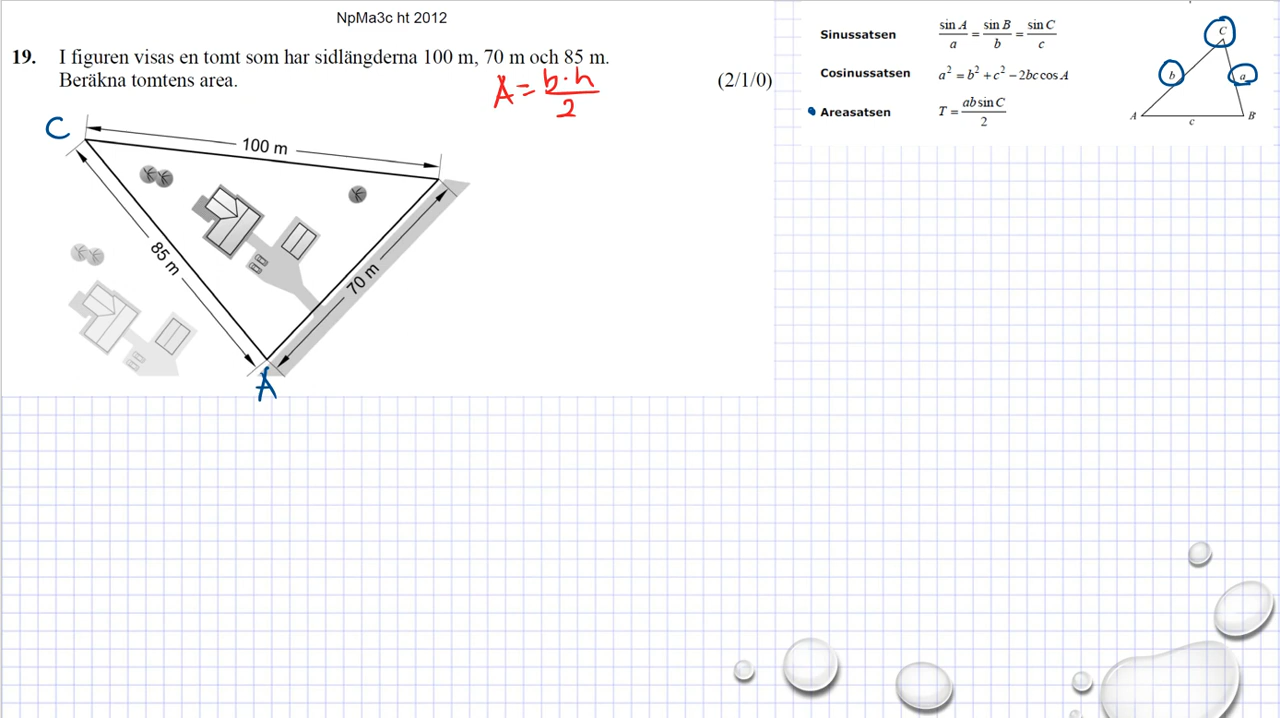 NpMa3c ht 2012
19. I figuren visas en tomt som har sidlängderna 100 m, 70 m och 85 m.
Beräkna tomtens area. (2/1/0)
A = b·h / 2
C
100 m
85 m
70 m
A
Sinussatsen sin A / a = sin B / b = sin C / c
Cosinussatsen a² = b² + c² − 2bc cos A
Areasatsen T = ab sin C / 2
C
b
a
A
c
B